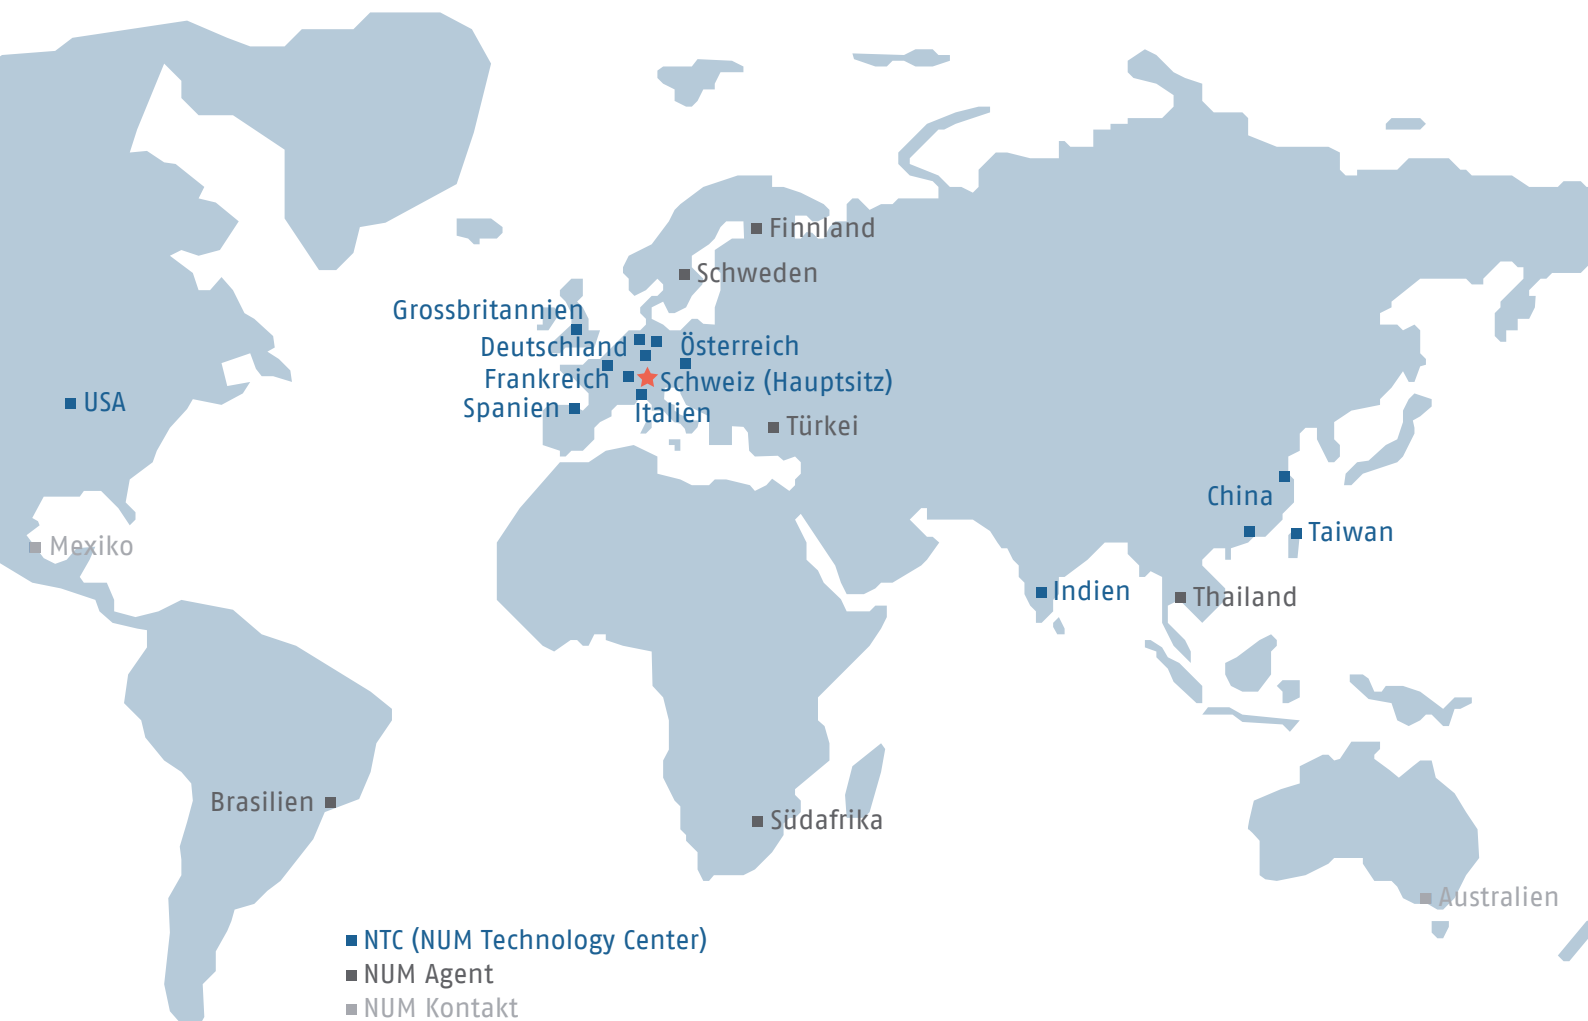 Finnland
Schweden
Grossbritannien
Deutschland
Österreich
Frankreich
Schweiz (Hauptsitz)
USA
Spanien
Italien
Türkei
China
Taiwan
Mexiko
Indien
Thailand
Brasilien
Südafrika
Australien
NTC (NUM Technology Center)
NUM Agent
NUM Kontakt